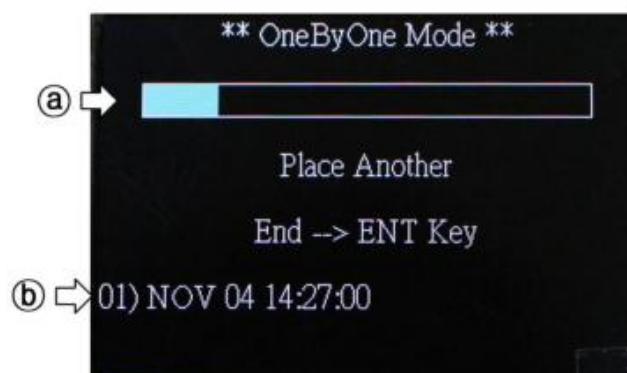 ** OneByOne Mode **
ⓐ
Place Another
End --> ENT Key
ⓑ 01) NOV 04 14:27:00